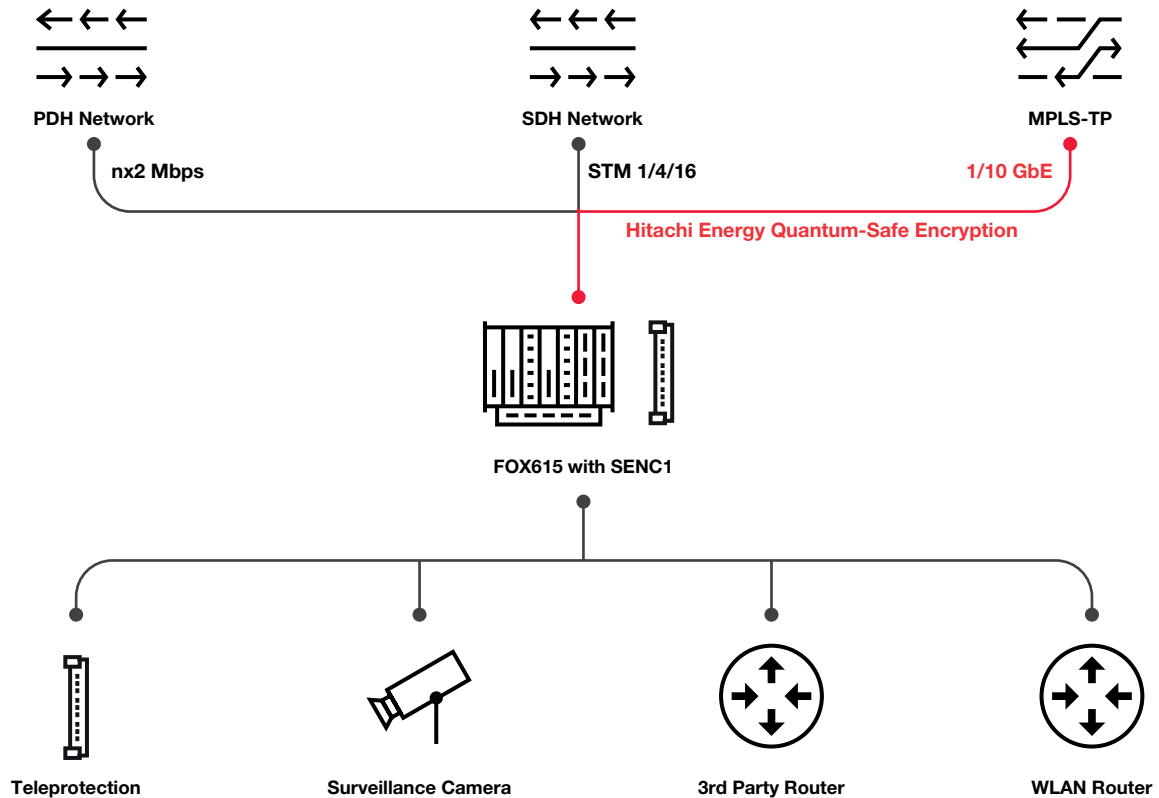 PDH Network
SDH Network
MPLS-TP
nx2 Mbps
STM 1/4/16
1/10 GbE
Hitachi Energy Quantum-Safe Encryption
FOX615 with SENC1
Teleprotection
Surveillance Camera
3rd Party Router
WLAN Router